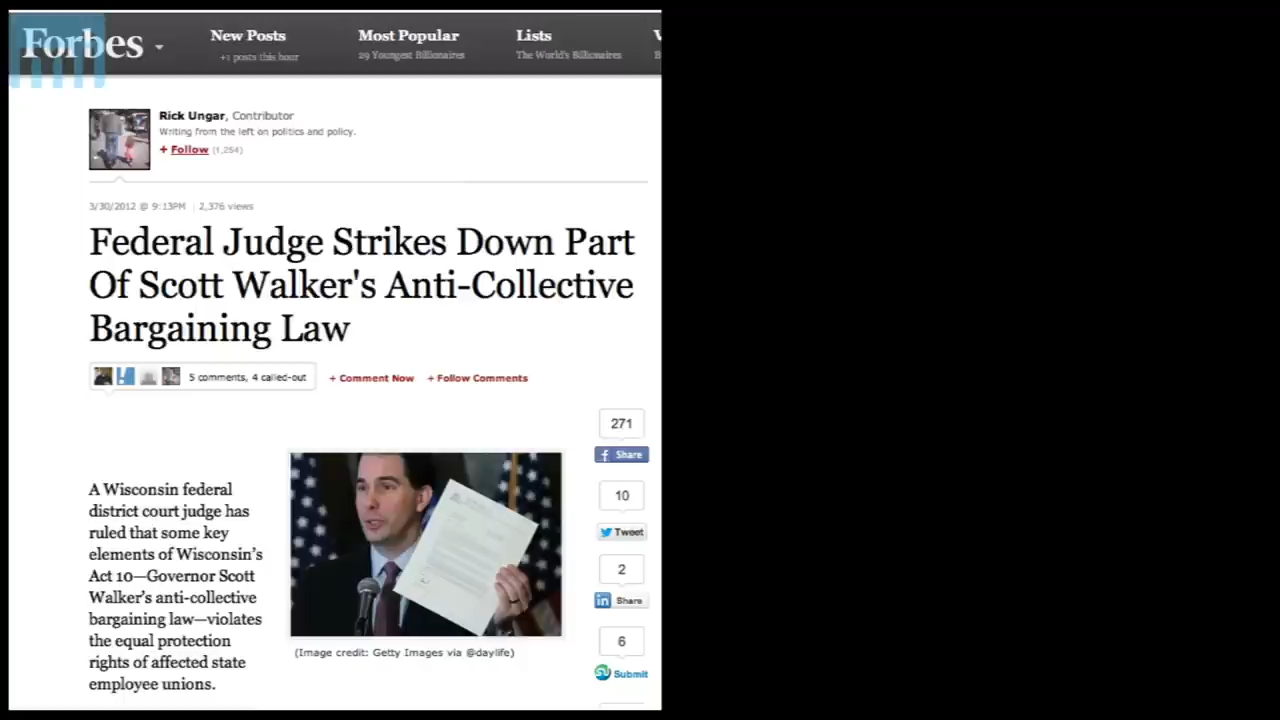 Forbes
New Posts
+1 posts this hour
Most Popular
29 Youngest Billionaires
Lists
The World's Billionaires
Rick Ungar, Contributor
Writing from the left on politics and policy.
+ Follow (1,254)
3/30/2012 @ 9:13PM | 2,376 views
Federal Judge Strikes Down Part
Of Scott Walker's Anti-Collective
Bargaining Law
5 comments, 4 called-out
+ Comment Now
+ Follow Comments
271
f Share
10
Tweet
2
in Share
6
Submit
A Wisconsin federal
district court judge has
ruled that some key
elements of Wisconsin's
Act 10—Governor Scott
Walker's anti-collective
bargaining law—violates
the equal protection
rights of affected state
employee unions.
(Image credit: Getty Images via @daylife)